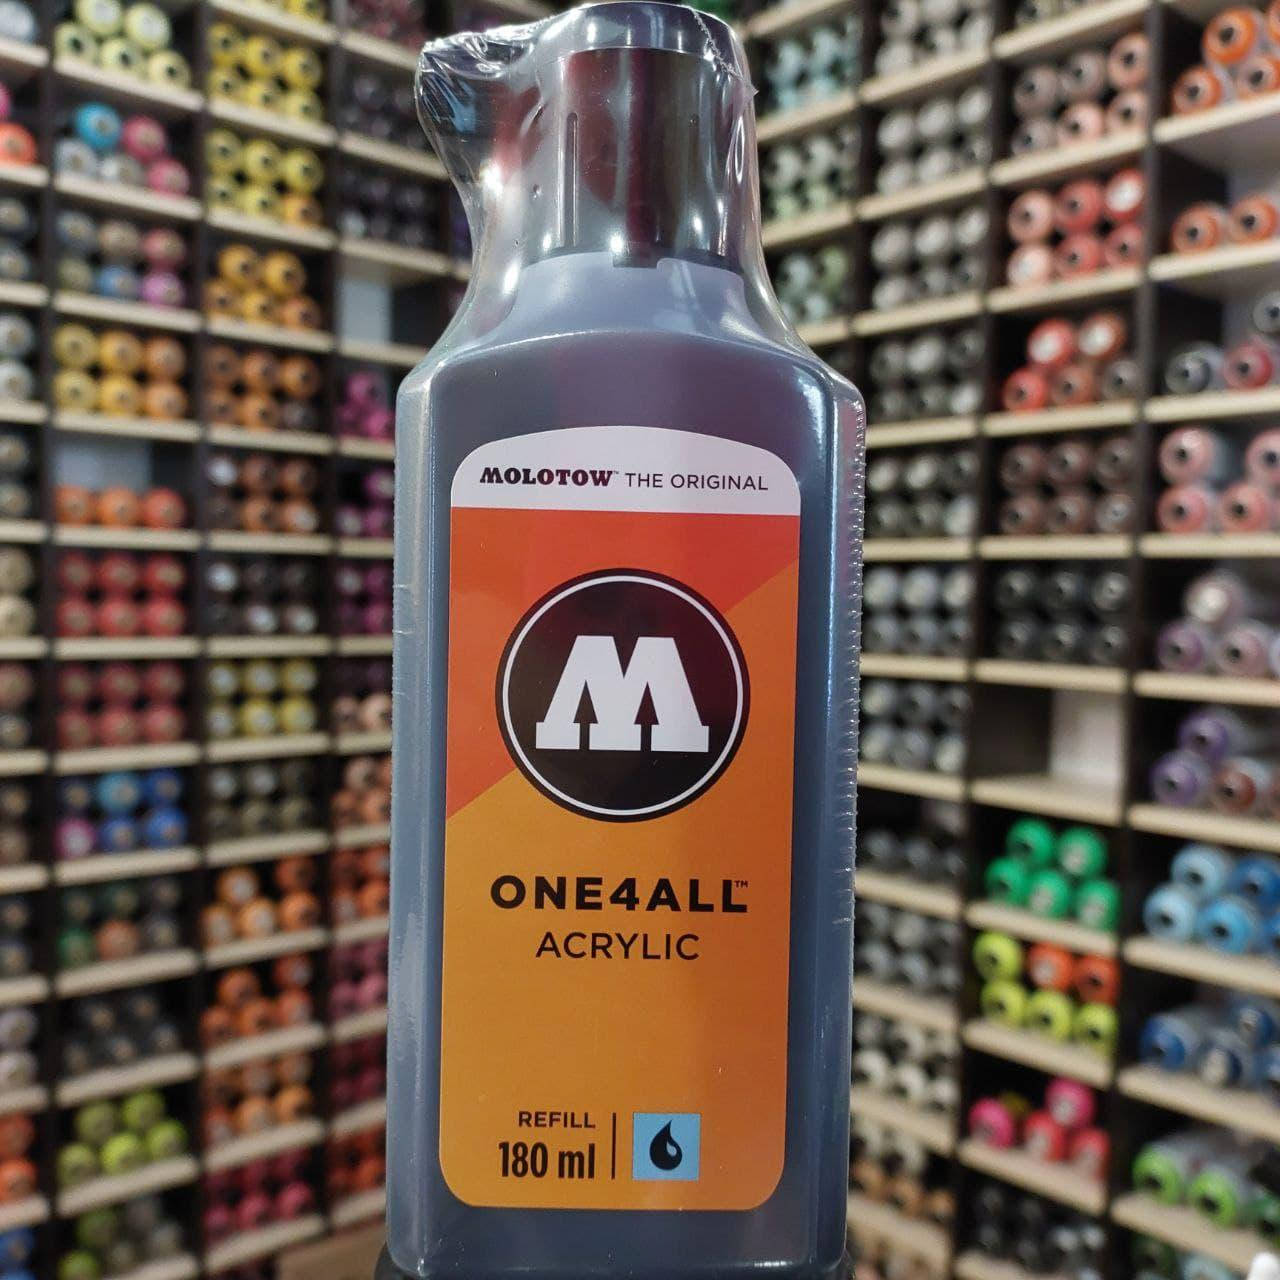 MOLOTOW™ THE ORIGINAL
M
ONE4ALL™
ACRYLIC
REFILL
180 ml